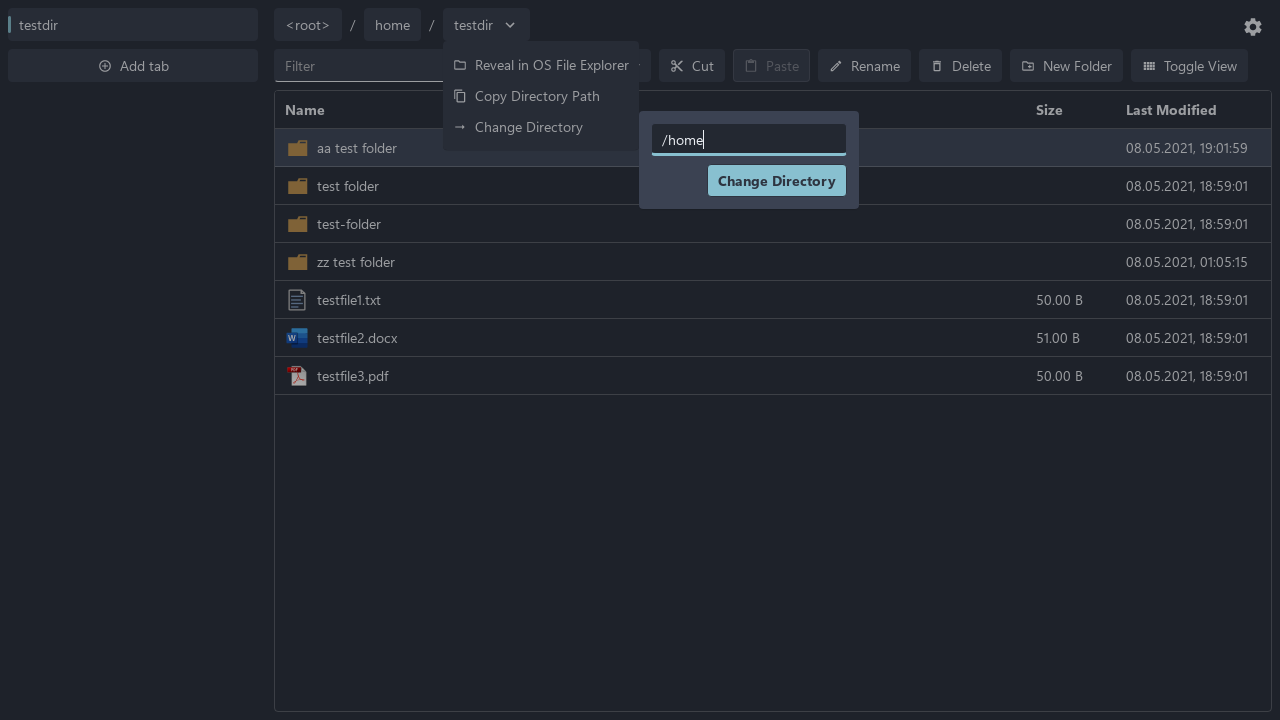 testdir
<root> / home / testdir
Add tab
Filter
Cut
Paste
Rename
Delete
New Folder
Toggle View
Reveal in OS File Explorer
Copy Directory Path
Change Directory
/home
Change Directory
Name Size Last Modified
aa test folder 08.05.2021, 19:01:59
test folder 08.05.2021, 18:59:01
test-folder 08.05.2021, 18:59:01
zz test folder 08.05.2021, 01:05:15
testfile1.txt 50.00 B 08.05.2021, 18:59:01
testfile2.docx 51.00 B 08.05.2021, 18:59:01
testfile3.pdf 50.00 B 08.05.2021, 18:59:01